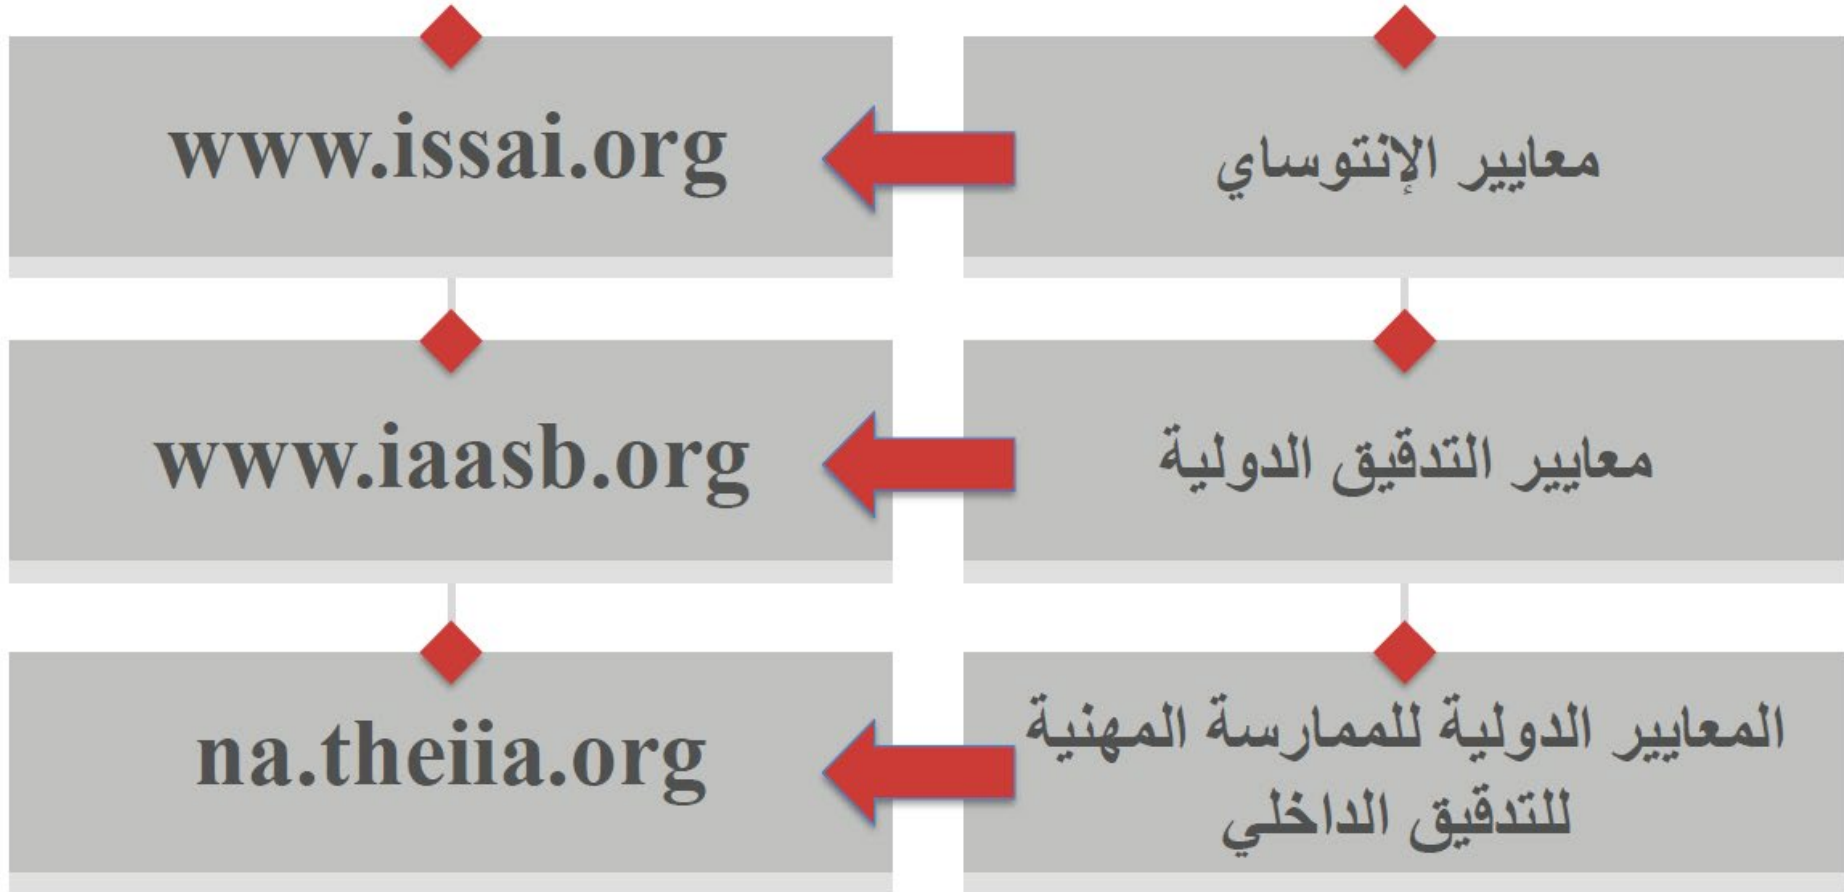 معايير الإنتوساي
www.issai.org
معايير التدقيق الدولية
www.iaasb.org
المعايير الدولية للممارسة المهنية
للتدقيق الداخلي
na.theiia.org